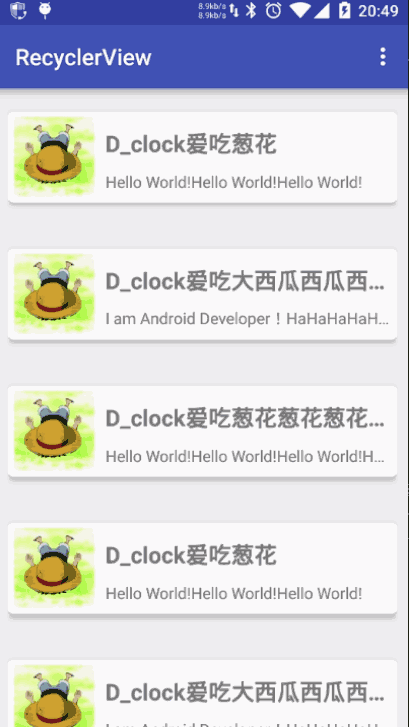 8.9kb/s
8.9kb/s
20:49
RecyclerView
D_clock爱吃葱花
Hello World!Hello World!Hello World!
D_clock爱吃大西瓜西瓜西...
I am Android Developer！HaHaHaHaH...
D_clock爱吃葱花葱花葱花...
Hello World!Hello World!Hello World!H...
D_clock爱吃葱花
Hello World!Hello World!Hello World!
D_clock爱吃大西瓜西瓜西...
I am Android Developer！HaHaHaHaH...